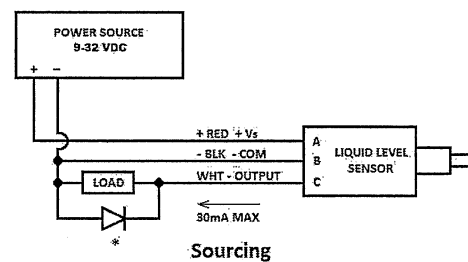 POWER SOURCE
9-32 VDC
+ −
+ RED + Vs
A
- BLK - COM
B
LIQUID LEVEL
SENSOR
LOAD
WHT - OUTPUT
C
30mA MAX
*
Sourcing